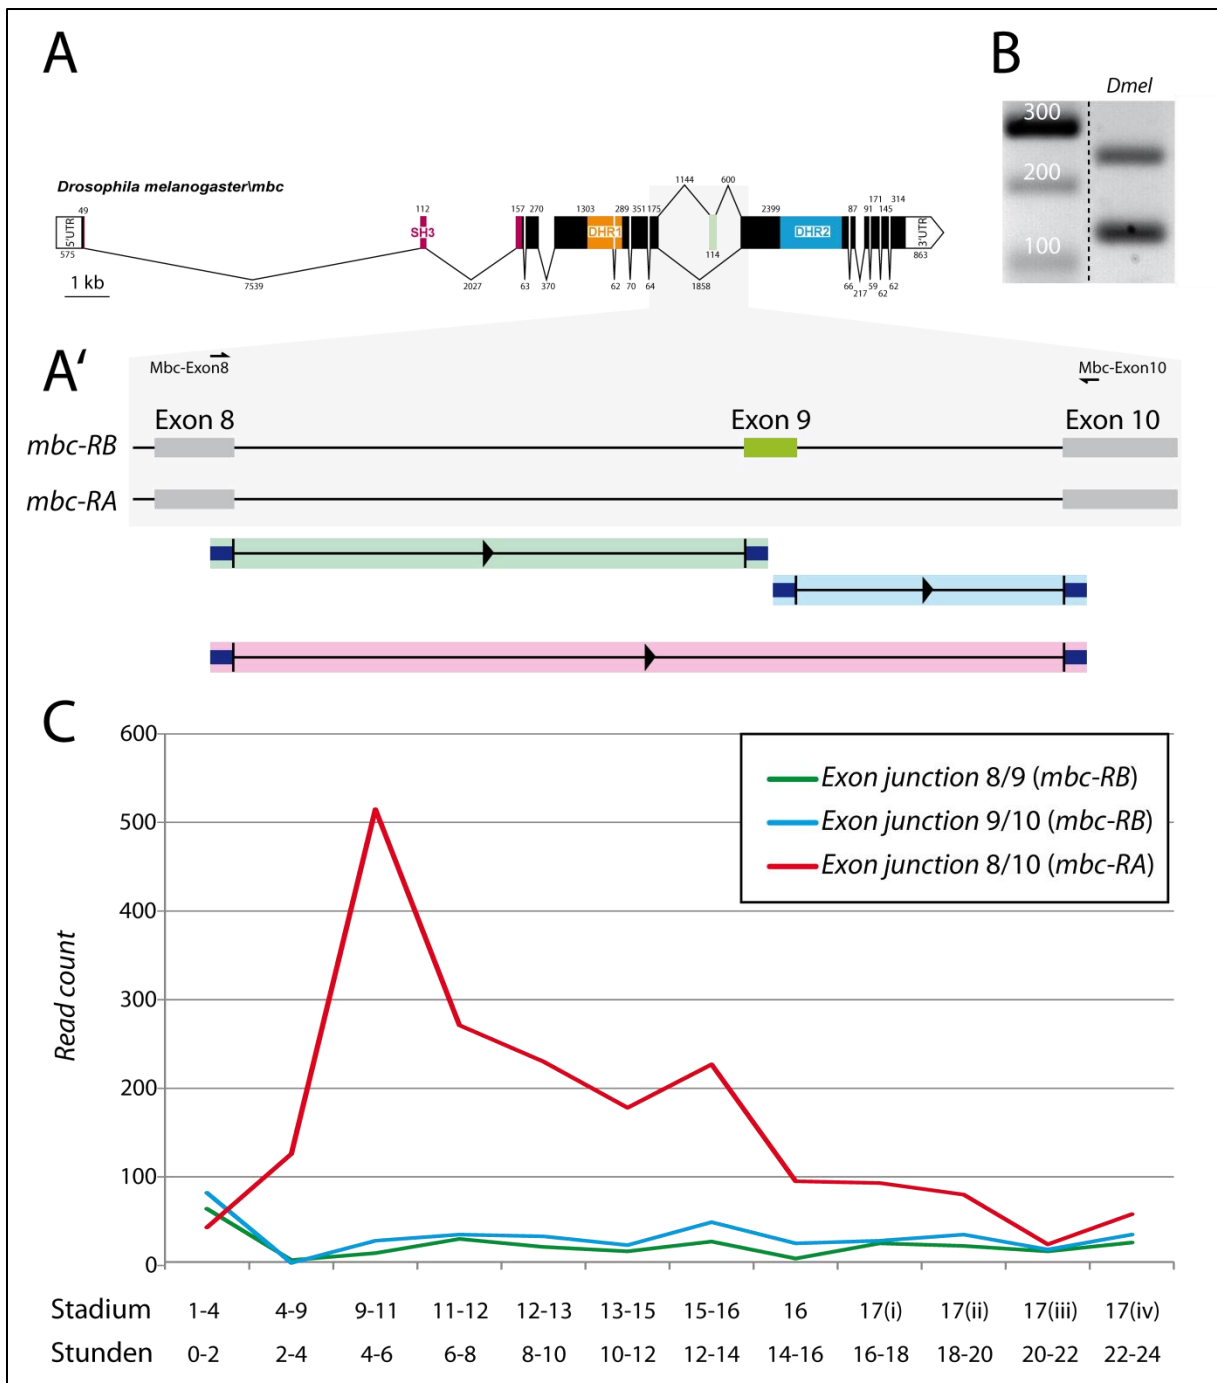 A
B
Dmel
300
200
100
Drosophila melanogaster\mbc
1144 600
49 112 157 270 1303 289 351 175 2399 87 91 171 145 314
5'UTR SH3 DHR1 DHR2 3'UTR
575 7539 2027 63 370 62 70 64 1858 114 66 217 59 62 62 863
1 kb
A'
Mbc-Exon8 Mbc-Exon10
Exon 8 Exon 9 Exon 10
mbc-RB
mbc-RA
C
600
500
400
300
200
100
0
Read count
Exon junction 8/9 (mbc-RB)
Exon junction 9/10 (mbc-RB)
Exon junction 8/10 (mbc-RA)
Stadium 1-4 4-9 9-11 11-12 12-13 13-15 15-16 16 17(i) 17(ii) 17(iii) 17(iv)
Stunden 0-2 2-4 4-6 6-8 8-10 10-12 12-14 14-16 16-18 18-20 20-22 22-24